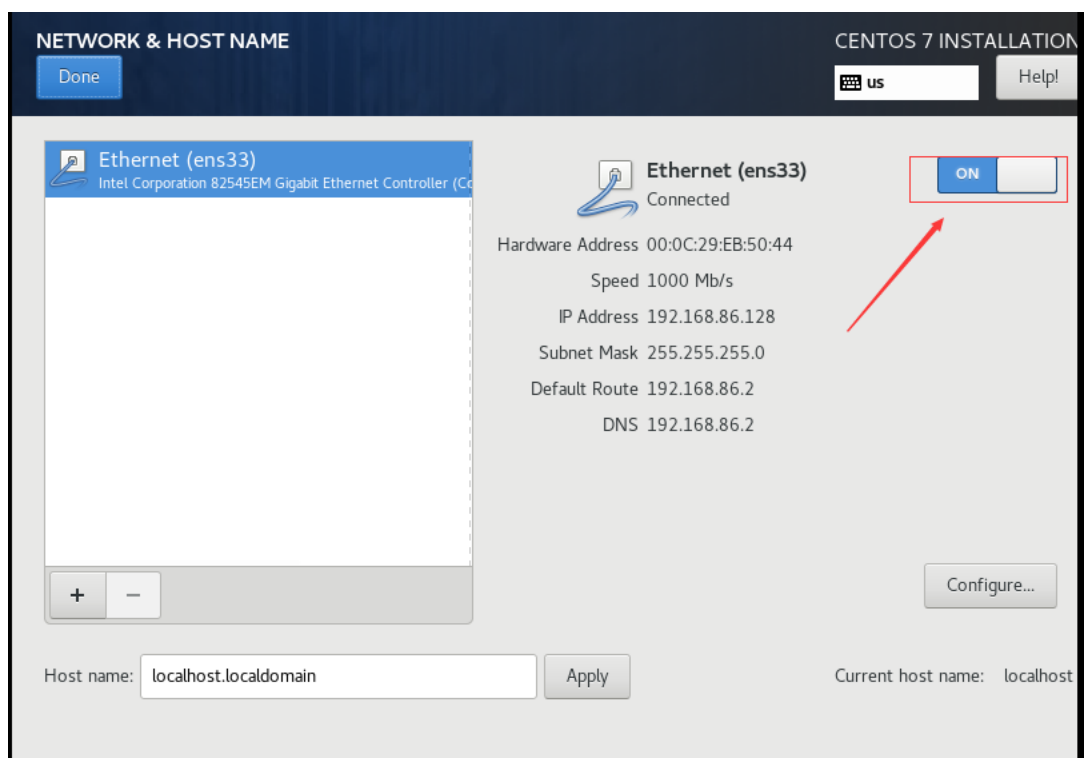 NETWORK & HOST NAME
CENTOS 7 INSTALLATION
Done
us
Help!
Ethernet (ens33)
Intel Corporation 82545EM Gigabit Ethernet Controller (Co
Ethernet (ens33)
Connected
ON
Hardware Address 00:0C:29:EB:50:44
Speed 1000 Mb/s
IP Address 192.168.86.128
Subnet Mask 255.255.255.0
Default Route 192.168.86.2
DNS 192.168.86.2
+ −
Configure...
Host name: localhost.localdomain Apply
Current host name: localhost